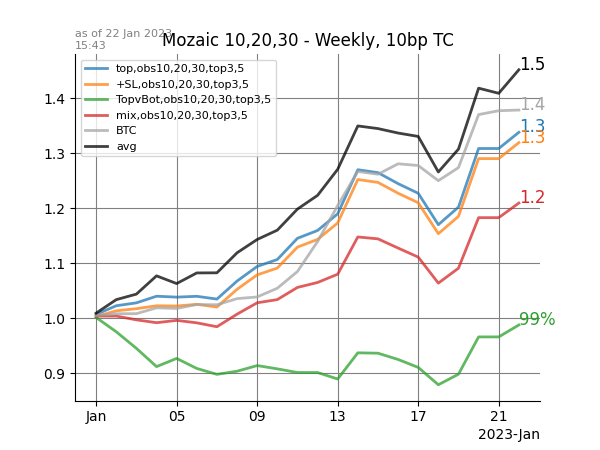 as of 22 Jan 2023
15:43
Mozaic 10,20,30 - Weekly, 10bp TC
top,obs10,20,30,top3,5
+SL,obs10,20,30,top3,5
TopvBot,obs10,20,30,top3,5
mix,obs10,20,30,top3,5
BTC
avg
1.5
1.4
1.3
1.3
1.2
99%
1.4
1.3
1.2
1.1
1.0
0.9
Jan 05 09 13 17 21
2023-Jan